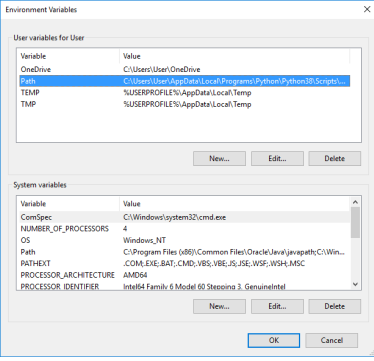 Environment Variables
User variables for User
Variable Value
OneDrive C:\Users\User\OneDrive
Path C:\Users\User\AppData\Local\Programs\Python\Python38\Scripts\...
TEMP %USERPROFILE%\AppData\Local\Temp
TMP %USERPROFILE%\AppData\Local\Temp
New... Edit... Delete
System variables
Variable Value
ComSpec C:\Windows\system32\cmd.exe
NUMBER_OF_PROCESSORS 4
OS Windows_NT
Path C:\Program Files (x86)\Common Files\Oracle\Java\javapath;C:\Win...
PATHEXT .COM;.EXE;.BAT;.CMD;.VBS;.VBE;.JS;.JSE;.WSF;.WSH;.MSC
PROCESSOR_ARCHITECTURE AMD64
PROCESSOR_IDENTIFIER Intel64 Family 6 Model 60 Stepping 3, GenuineIntel
New... Edit... Delete
OK Cancel